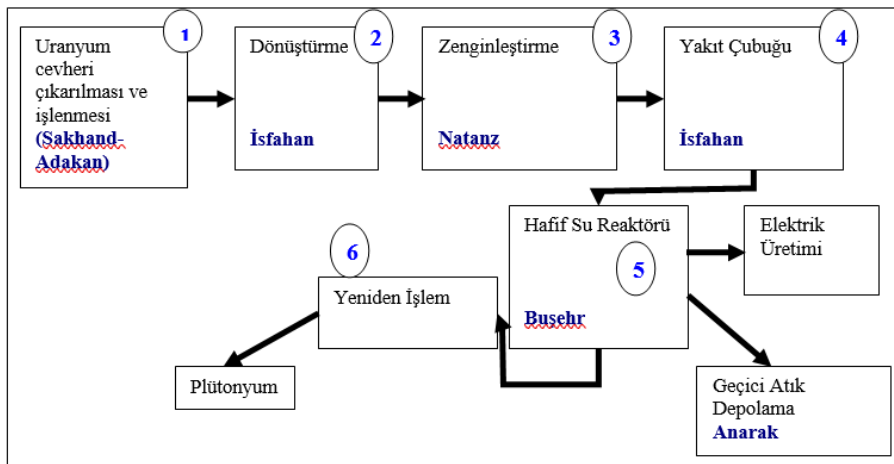 1
Uranyum
cevheri
çıkarılması ve
işlenmesi
(Sakhand-
Adakan)
2
Dönüştürme
İsfahan
3
Zenginleştirme
Natanz
4
Yakıt Çubuğu
İsfahan
Hafif Su Reaktörü
5
Buşehr
Elektrik
Üretimi
6
Yeniden İşlem
Plütonyum
Geçici Atık
Depolama
Anarak